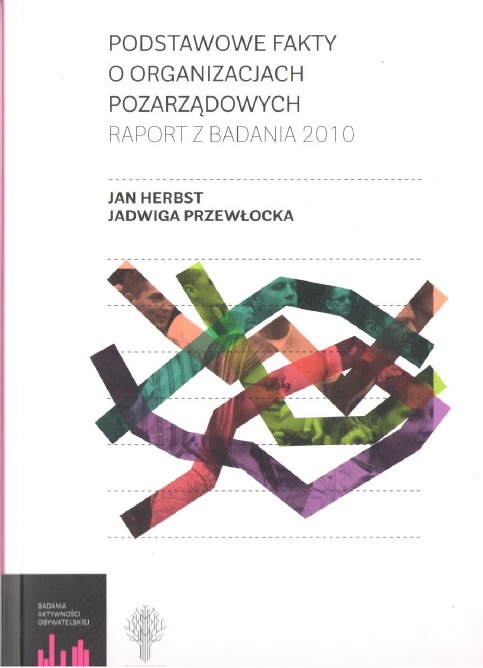 PODSTAWOWE FAKTY
O ORGANIZACJACH
POZARZĄDOWYCH
RAPORT Z BADANIA 2010
JAN HERBST
JADWIGA PRZEWŁOCKA
BADANIA
AKTYWNOŚCI
OBYWATELSKIEJ